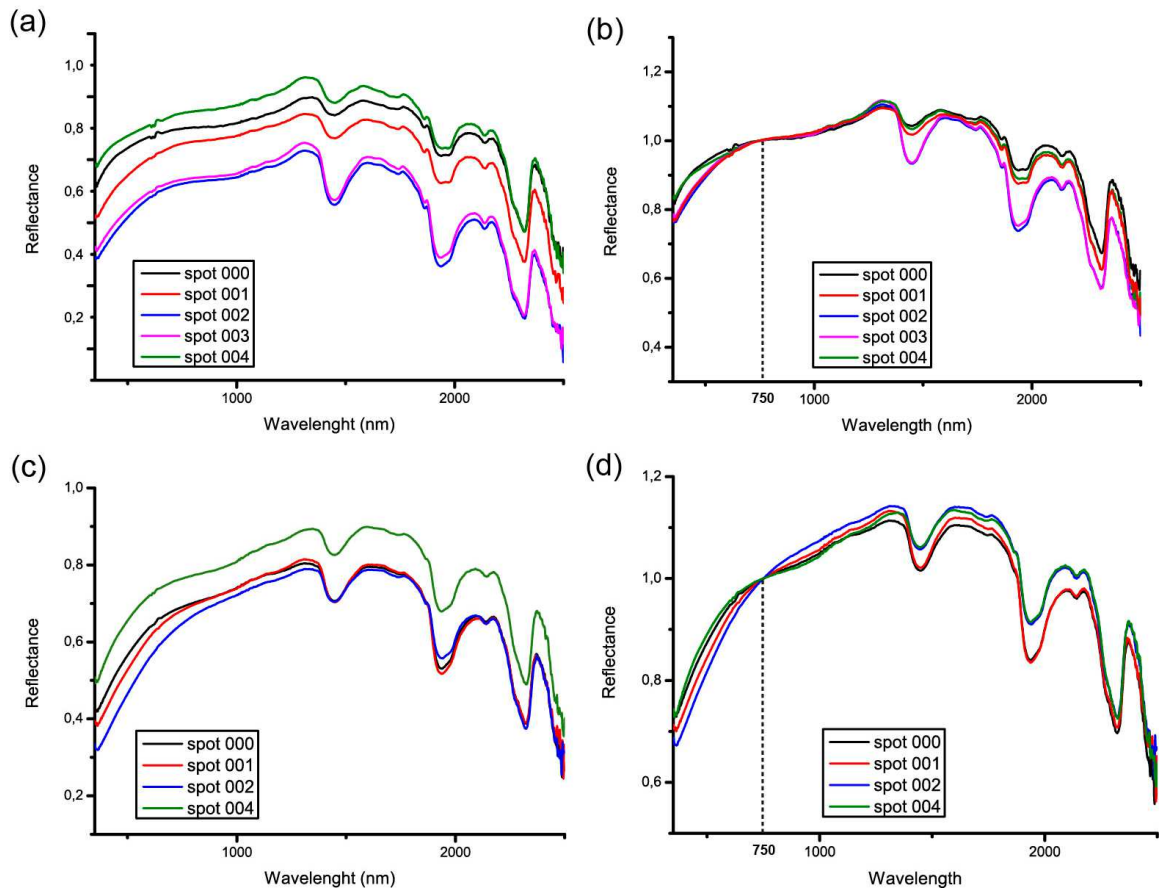 (a)
1,0
0,8
0,6
0,4
0,2
Reflectance
spot 000
spot 001
spot 002
spot 003
spot 004
1000
2000
Wavelenght (nm)
(b)
1,2
1,0
0,8
0,6
0,4
Reflectance
spot 000
spot 001
spot 002
spot 003
spot 004
750
1000
2000
Wavelength (nm)
(c)
1,0
0,8
0,6
0,4
0,2
Reflectance
spot 000
spot 001
spot 002
spot 004
1000
2000
Wavelenght (nm)
(d)
1,2
1,0
0,8
0,6
Reflectance
spot 000
spot 001
spot 002
spot 004
750
1000
2000
Wavelength